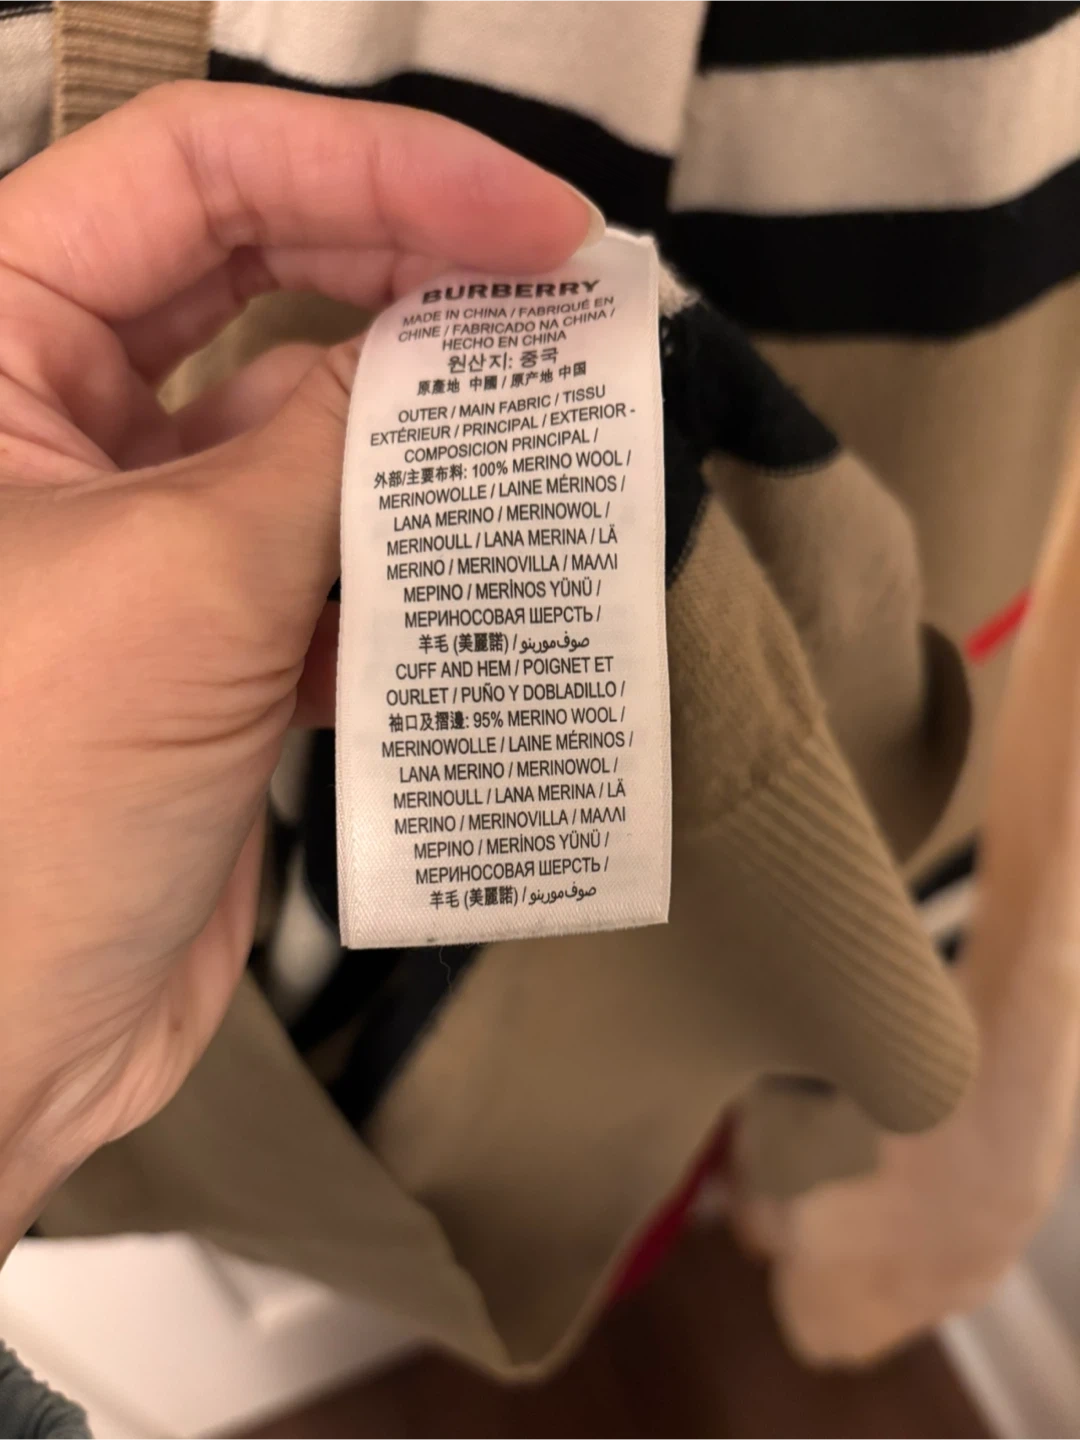 BURBERRY
MADE IN CHINA / FABRIQUÉ EN
CHINE / FABRICADO NA CHINA /
HECHO EN CHINA
원산지: 중국
原產地 中國 / 原产地 中国
OUTER / MAIN FABRIC / TISSU
EXTÉRIEUR / PRINCIPAL / EXTERIOR -
COMPOSICION PRINCIPAL /
外部/主要布料: 100% MERINO WOOL /
MERINOWOLLE / LAINE MÉRINOS /
LANA MERINO / MERINOWOL /
MERINOULL / LANA MERINA / LÃ
MERINO / MERINOVILLA / ΜΑΛΛΙ
ΜΕΡΙΝΟ / MERİNOS YÜNÜ /
МЕРИНОСОВАЯ ШЕРСТЬ /
羊毛 (美麗諾) / صوف مورينو
CUFF AND HEM / POIGNET ET
OURLET / PUÑO Y DOBLADILLO /
袖口及摺邊: 95% MERINO WOOL /
MERINOWOLLE / LAINE MÉRINOS /
LANA MERINO / MERINOWOL /
MERINOULL / LANA MERINA / LÃ
MERINO / MERINOVILLA / ΜΑΛΛΙ
ΜΕΡΙΝΟ / MERİNOS YÜNÜ /
МЕРИНОСОВАЯ ШЕРСТЬ /
羊毛 (美麗諾) / صوف مورينو